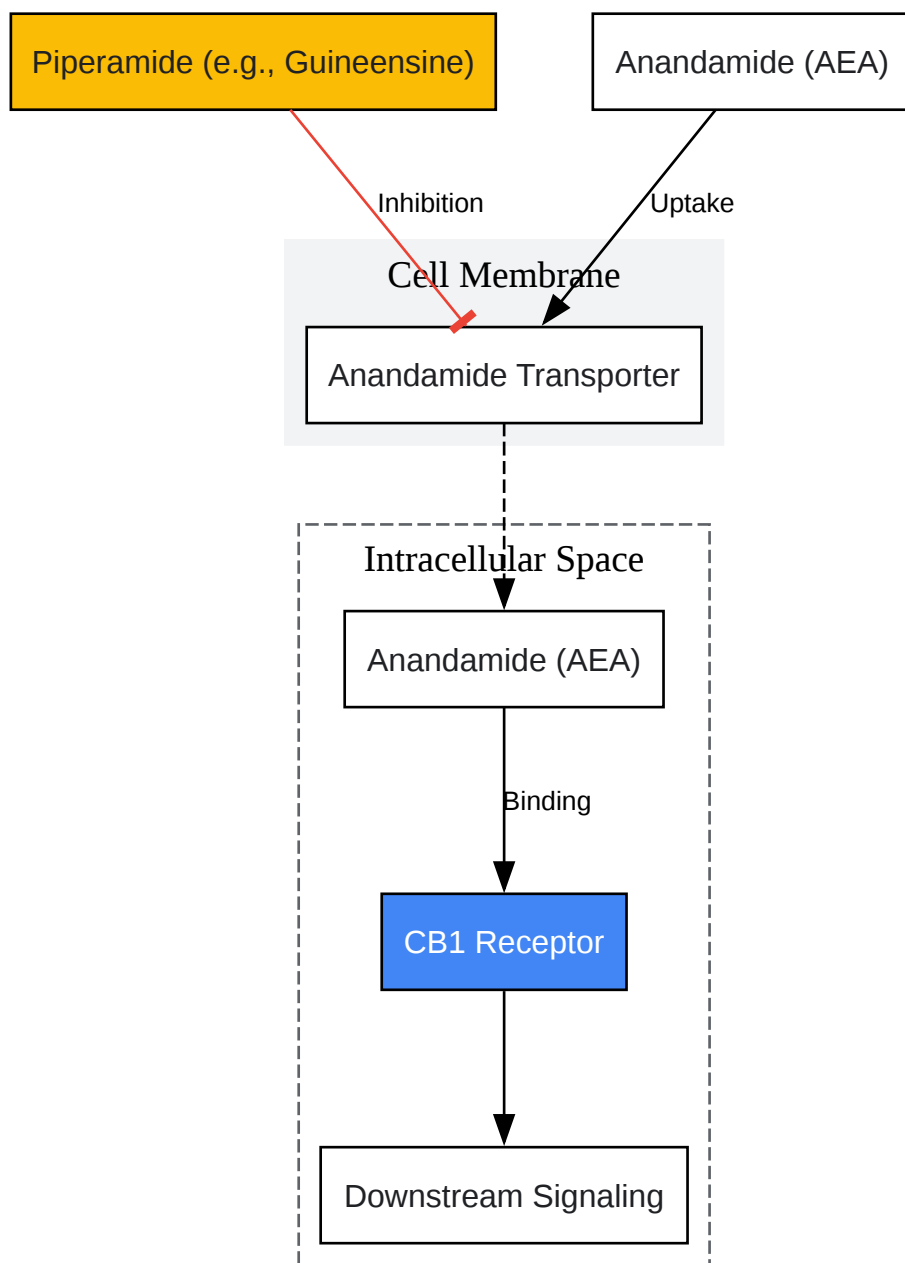 Piperamide (e.g., Guineensine)
Anandamide (AEA)
Inhibition
Uptake
Cell Membrane
Anandamide Transporter
Intracellular Space
Anandamide (AEA)
Binding
CB1 Receptor
Downstream Signaling